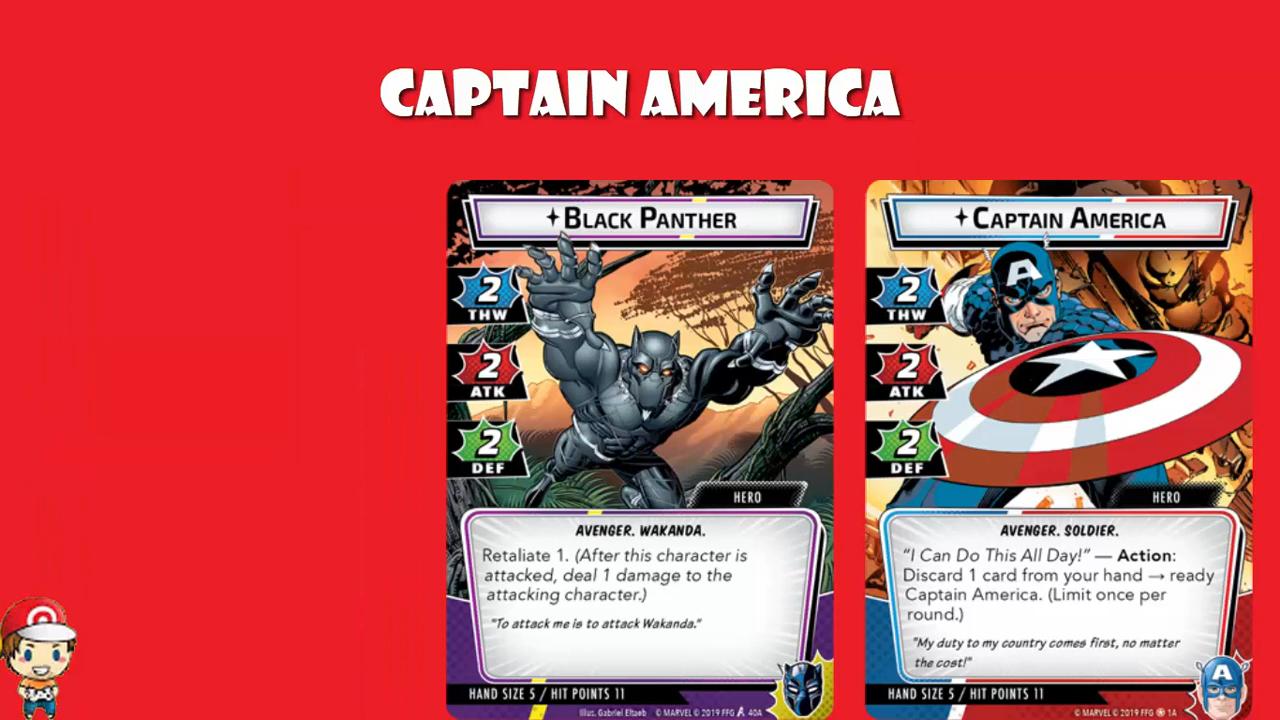 CAPTAIN AMERICA
BLACK PANTHER
2
THW
2
ATK
2
DEF
HERO
AVENGER. WAKANDA.
Retaliate 1. (After this character is
attacked, deal 1 damage to the
attacking character.)
"To attack me is to attack Wakanda."
HAND SIZE 5 / HIT POINTS 11
Illus. Gabriel Eltaeb © MARVEL © 2019 FFG 40A
CAPTAIN AMERICA
2
THW
2
ATK
2
DEF
HERO
AVENGER. SOLDIER.
"I Can Do This All Day!" — Action:
Discard 1 card from your hand → ready
Captain America. (Limit once per
round.)
"My duty to my country comes first, no matter
the cost!"
HAND SIZE 5 / HIT POINTS 11
© MARVEL © 2019 FFG 1A
A
A